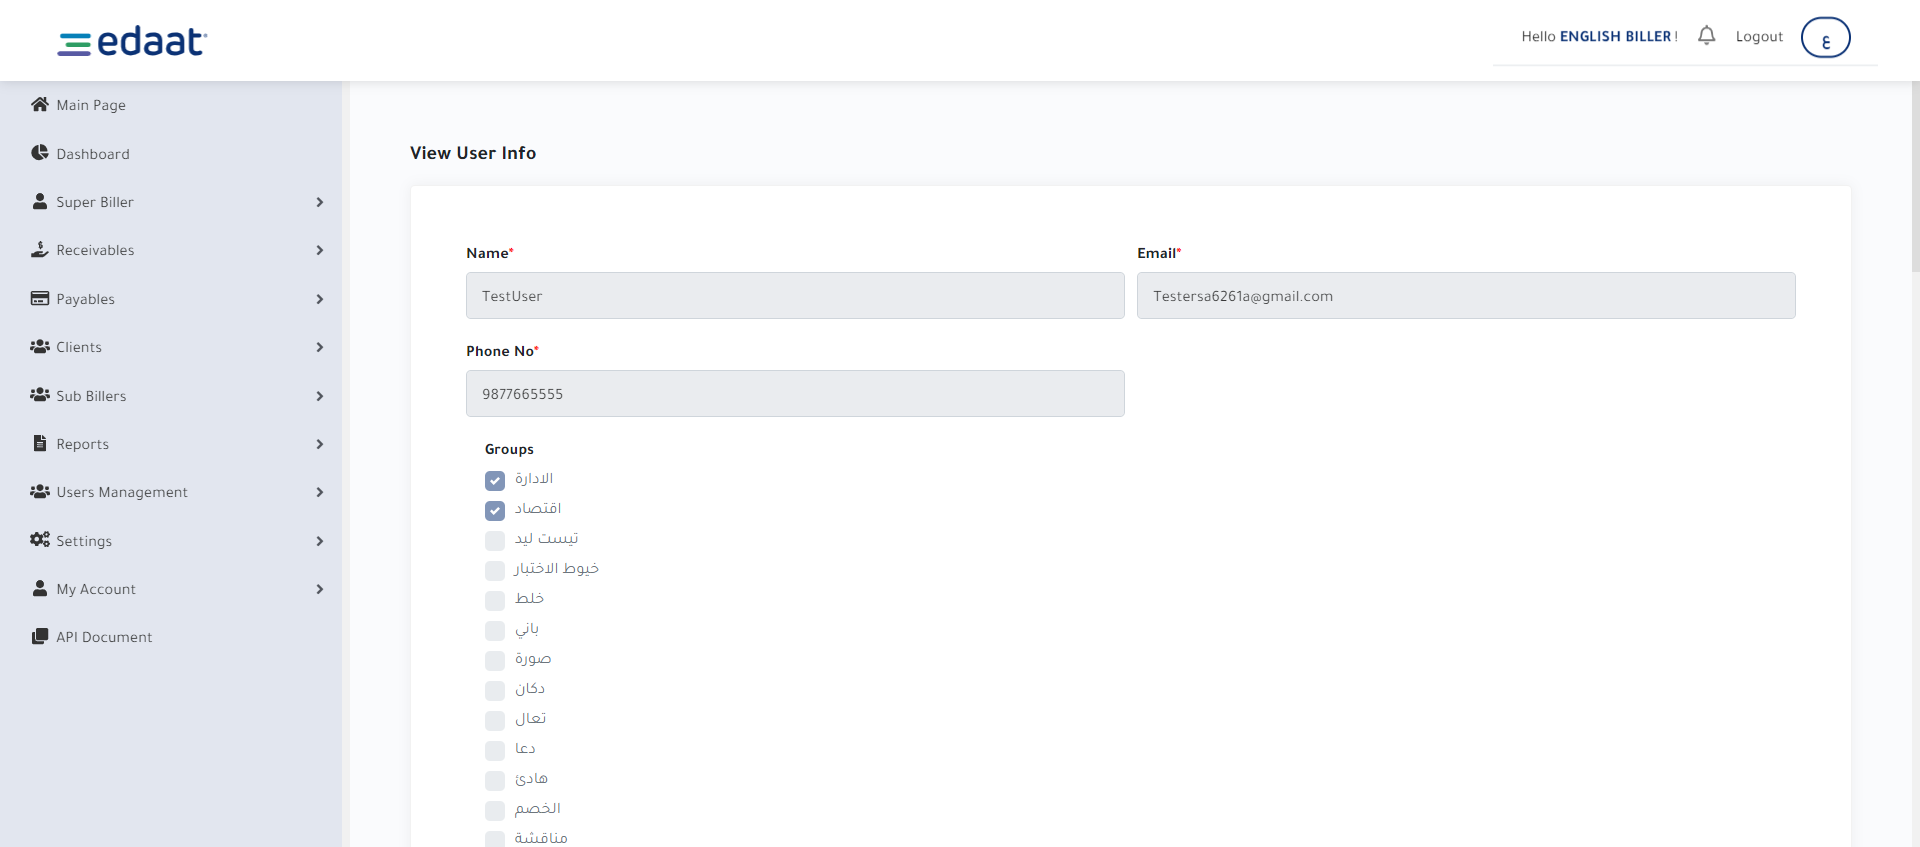 edaat
Hello ENGLISH BILLER !
Logout
ع
Main Page
Dashboard
Super Biller
Receivables
Payables
Clients
Sub Billers
Reports
Users Management
Settings
My Account
API Document
View User Info
Name*
TestUser
Email*
Testersa6261a@gmail.com
Phone No*
9877665555
Groups
الادارة
اقتصاد
تيست ليد
خيوط الاختبار
خلط
باني
صورة
دكان
تعال
دعا
هادئ
الخصم
مناقشة